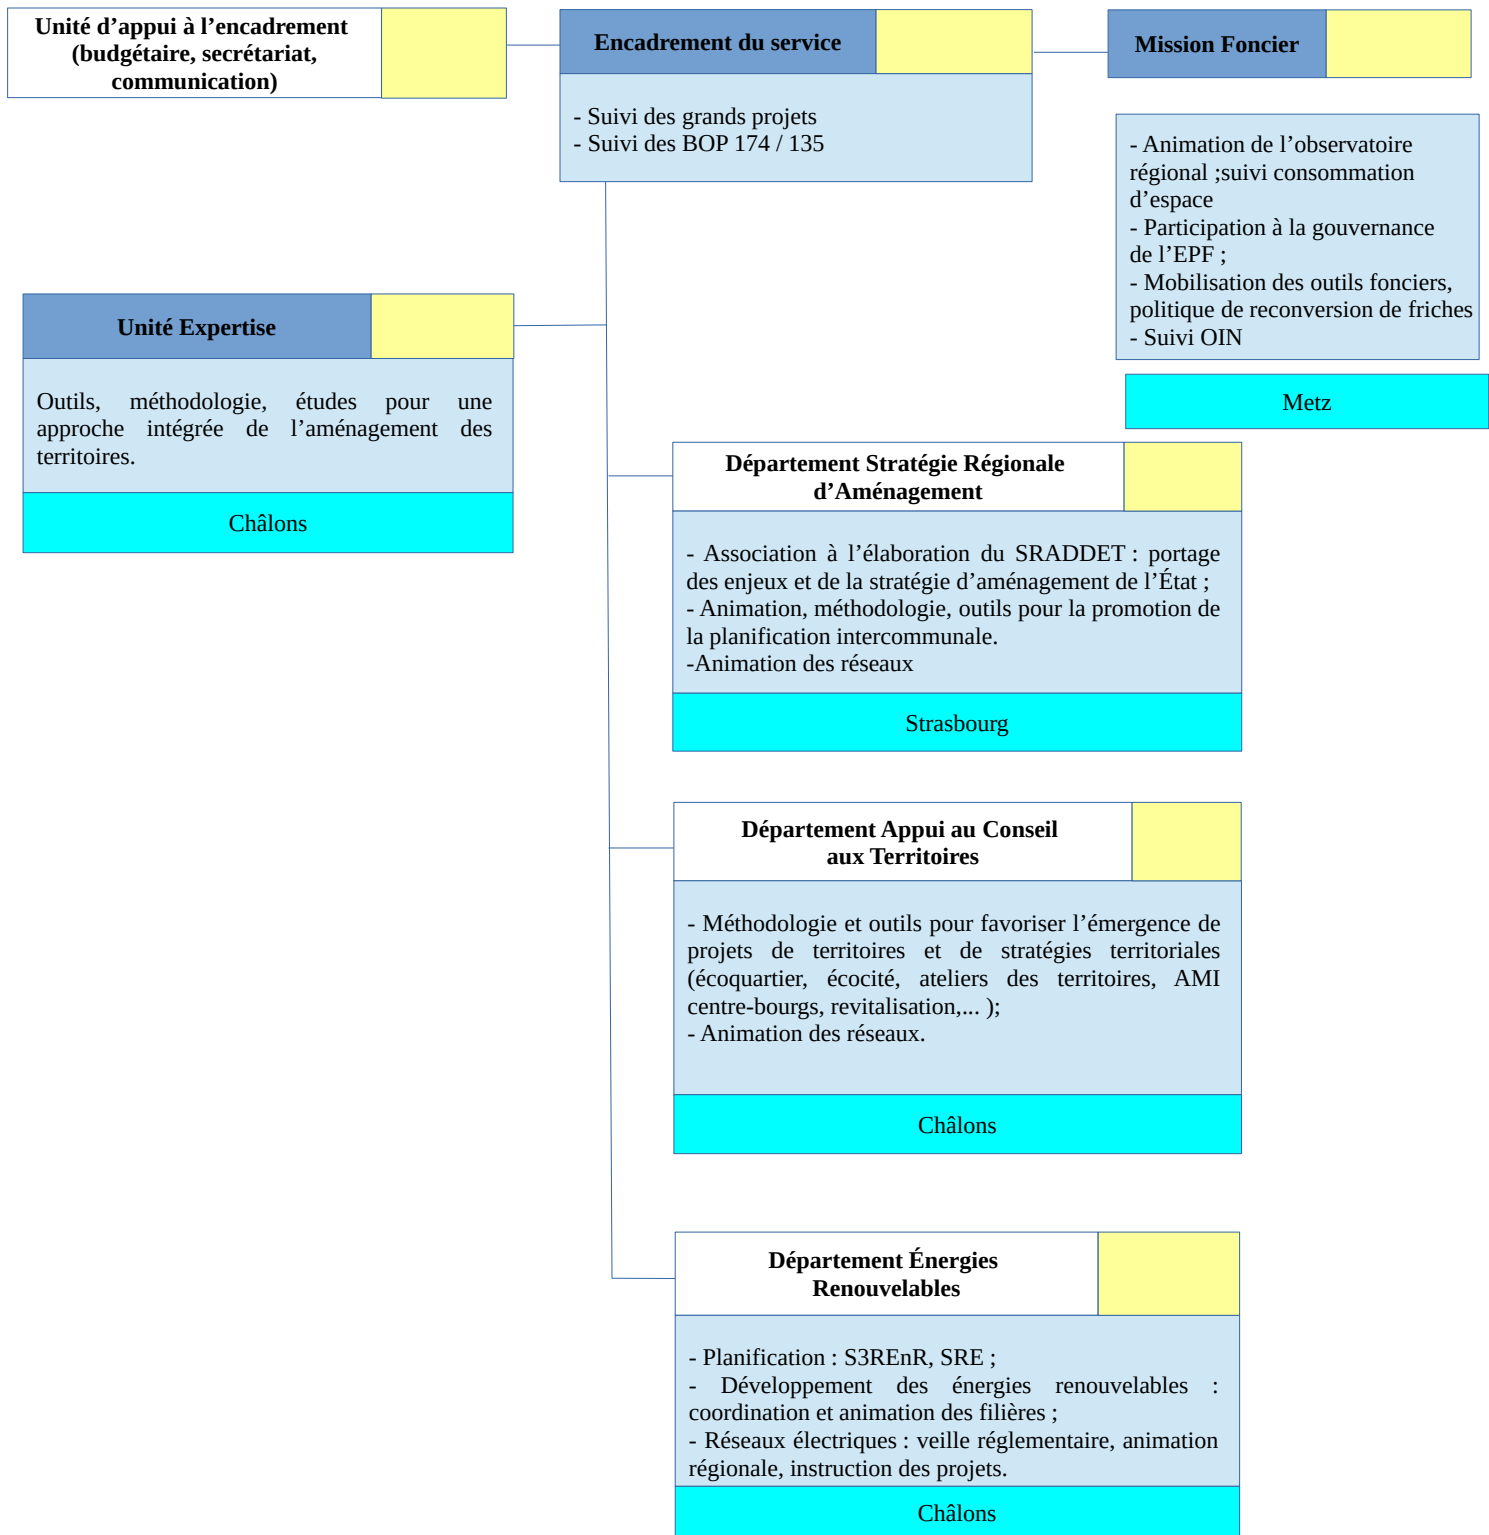 Unité d’appui à l’encadrement
(budgétaire, secrétariat,
communication)
Encadrement du service
- Suivi des grands projets
- Suivi des BOP 174 / 135
Mission Foncier
- Animation de l’observatoire
régional ;suivi consommation
d’espace
- Participation à la gouvernance
de l’EPF ;
- Mobilisation des outils fonciers,
politique de reconversion de friches
- Suivi OIN
Metz
Unité Expertise
Outils, méthodologie, études pour une
approche intégrée de l’aménagement des
territoires.
Châlons
Département Stratégie Régionale
d’Aménagement
- Association à l’élaboration du SRADDET : portage
des enjeux et de la stratégie d’aménagement de l’État ;
- Animation, méthodologie, outils pour la promotion de
la planification intercommunale.
-Animation des réseaux
Strasbourg
Département Appui au Conseil
aux Territoires
- Méthodologie et outils pour favoriser l’émergence de
projets de territoires et de stratégies territoriales
(écoquartier, écocité, ateliers des territoires, AMI
centre-bourgs, revitalisation,... );
- Animation des réseaux.
Châlons
Département Énergies
Renouvelables
- Planification : S3REnR, SRE ;
- Développement des énergies renouvelables :
coordination et animation des filières ;
- Réseaux électriques : veille réglementaire, animation
régionale, instruction des projets.
Châlons